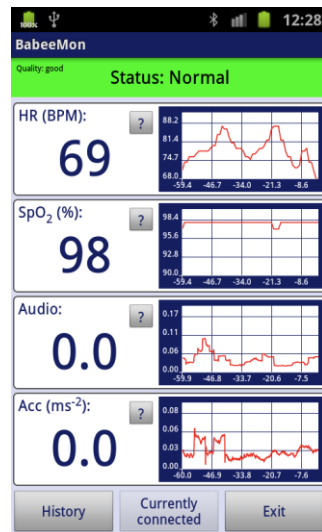 100%
12:28
BabeeMon
Quality: good
Status: Normal
HR (BPM):
?
69
88.2
81.4
74.7
68.0
-59.4 -46.7 -34.0 -21.3 -8.6
SpO₂ (%):
?
98
98.4
95.6
92.8
90.0
-59.4 -46.7 -34.0 -21.3 -8.6
Audio:
?
0.0
0.17
0.11
0.06
0.00
-59.9 -46.8 -33.7 -20.6 -7.5
Acc (ms⁻²):
?
0.0
0.08
0.06
0.03
0.00
-60.0 -46.9 -33.8 -20.7 -7.6
History
Currently
connected
Exit